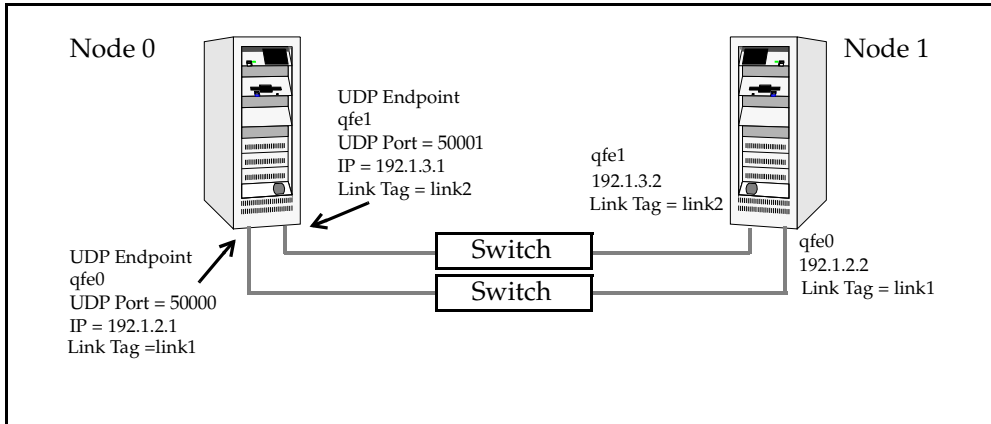 Node 0
UDP Endpoint
qfe1
UDP Port = 50001
IP = 192.1.3.1
Link Tag = link2
UDP Endpoint
qfe0
UDP Port = 50000
IP = 192.1.2.1
Link Tag =link1
Switch
Switch
Node 1
qfe1
192.1.3.2
Link Tag = link2
qfe0
192.1.2.2
Link Tag = link1